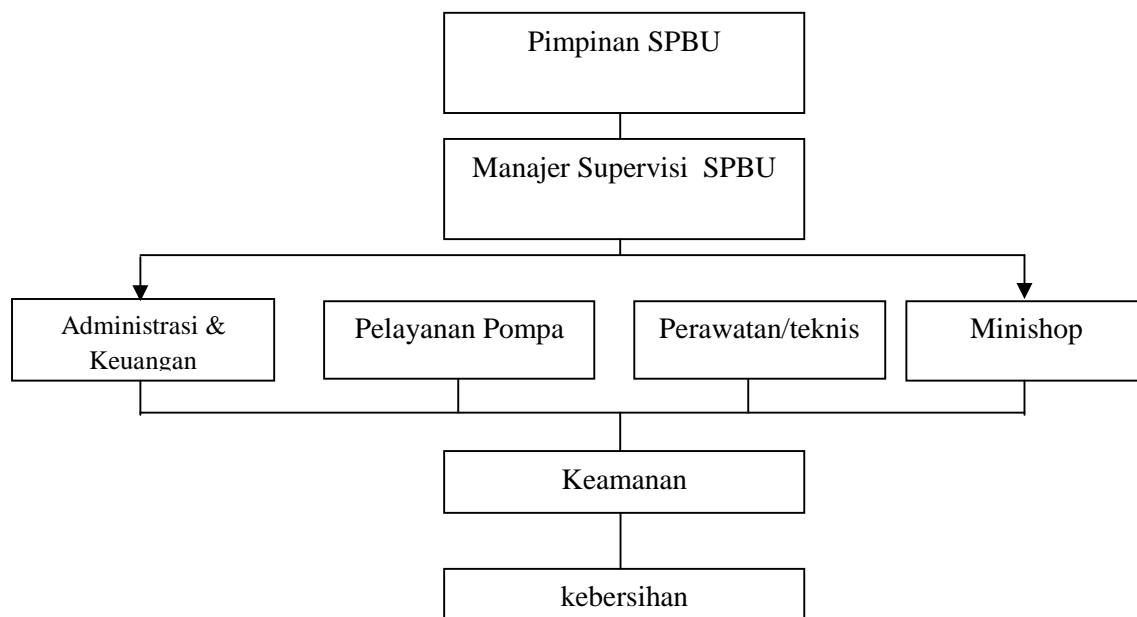 Pimpinan SPBU
Manajer Supervisi SPBU
Administrasi &
Keuangan
Pelayanan Pompa
Perawatan/teknis
Minishop
Keamanan
kebersihan